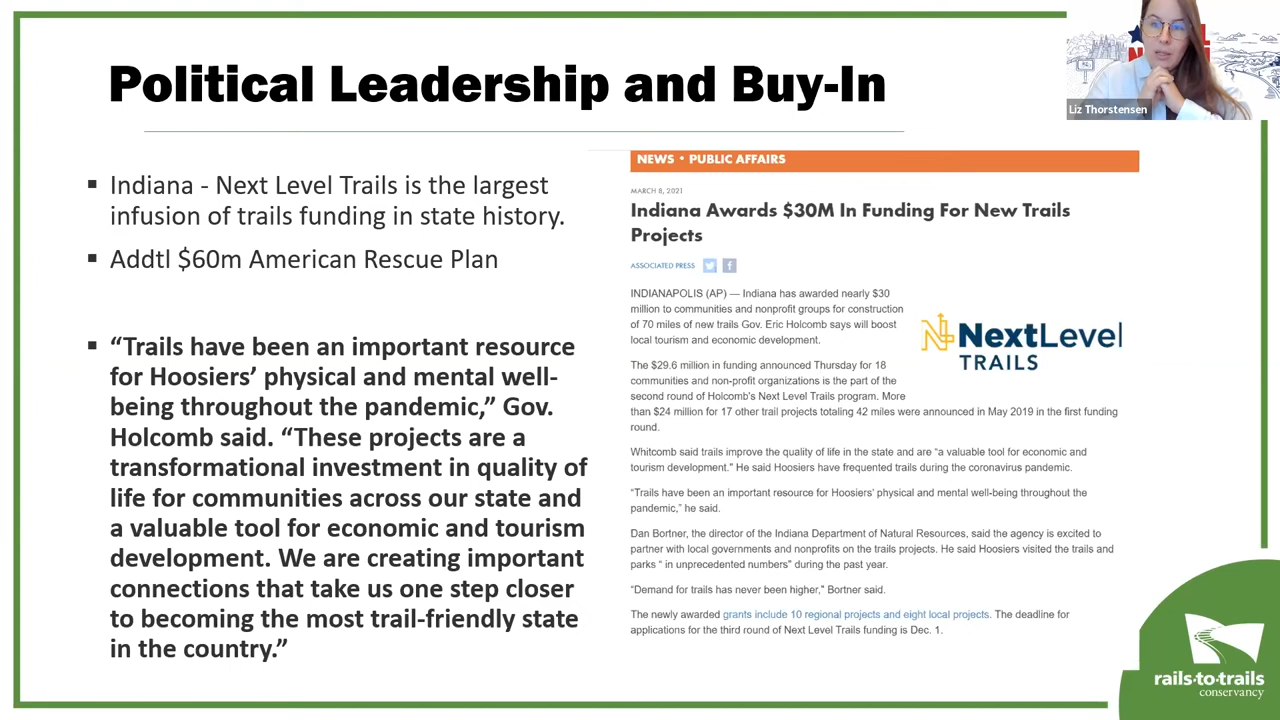 Political Leadership and Buy-In
Liz Thorstensen
▪ Indiana - Next Level Trails is the largest
infusion of trails funding in state history.
▪ Addtl $60m American Rescue Plan
▪ “Trails have been an important resource
for Hoosiers’ physical and mental well-
being throughout the pandemic,” Gov.
Holcomb said. “These projects are a
transformational investment in quality of
life for communities across our state and
a valuable tool for economic and tourism
development. We are creating important
connections that take us one step closer
to becoming the most trail-friendly state
in the country.”
NEWS • PUBLIC AFFAIRS
MARCH 8, 2021
Indiana Awards $30M In Funding For New Trails
Projects
ASSOCIATED PRESS
INDIANAPOLIS (AP) — Indiana has awarded nearly $30
million to communities and nonprofit groups for construction
of 70 miles of new trails Gov. Eric Holcomb says will boost
local tourism and economic development.
The $29.6 million in funding announced Thursday for 18
communities and non-profit organizations is the part of the
second round of Holcomb's Next Level Trails program. More
than $24 million for 17 other trail projects totaling 42 miles were announced in May 2019 in the first funding
round.
NextLevel
TRAILS
Whitcomb said trails improve the quality of life in the state and are “a valuable tool for economic and
tourism development.” He said Hoosiers have frequented trails during the coronavirus pandemic.
“Trails have been an important resource for Hoosiers' physical and mental well-being throughout the
pandemic,” he said.
Dan Bortner, the director of the Indiana Department of Natural Resources, said the agency is excited to
partner with local governments and nonprofits on the trails projects. He said Hoosiers visited the trails and
parks “ in unprecedented numbers” during the past year.
“Demand for trails has never been higher,” Bortner said.
The newly awarded grants include 10 regional projects and eight local projects. The deadline for
applications for the third round of Next Level Trails funding is Dec. 1.
rails·to·trails
conservancy